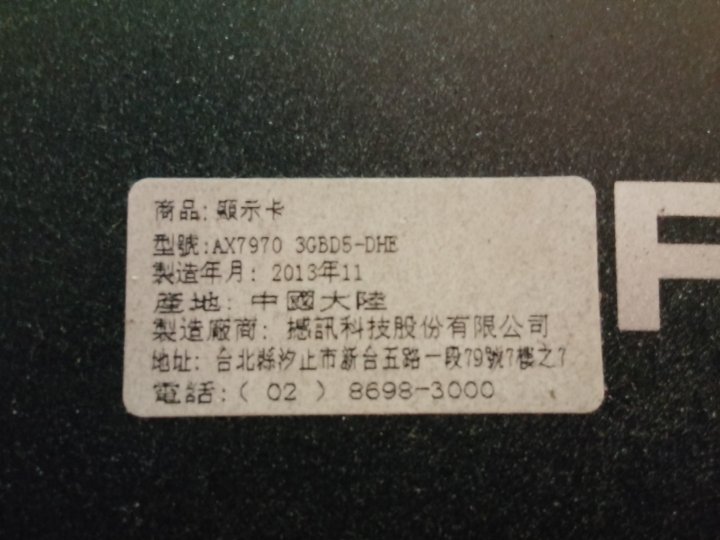 商品:顯示卡
型號:AX7970 3GBD5-DHE
製造年月: 2013年11
產地: 中國大陸
製造廠商: 撼訊科技股份有限公司
地址: 台北縣汐止市新台五路一段79號7樓之7
電話:( 02 ) 8698-3000